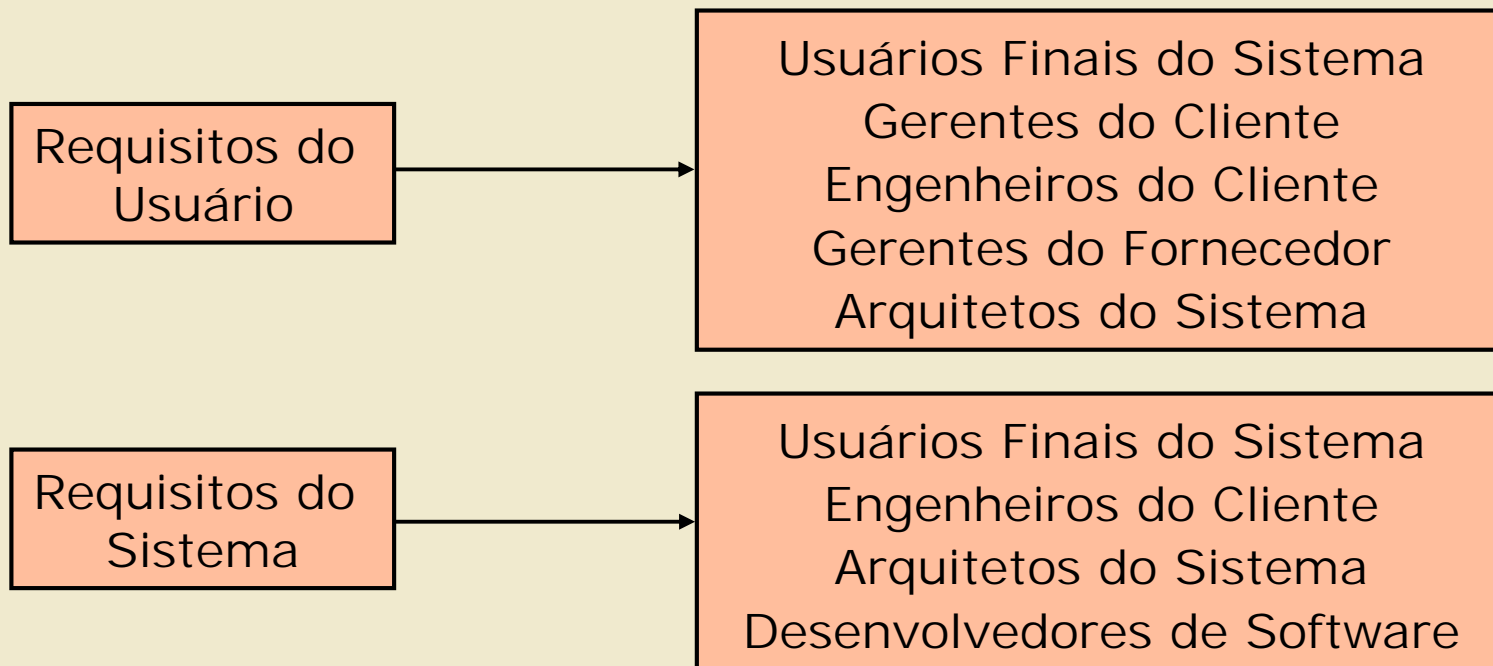 Requisitos do
Usuário
Usuários Finais do Sistema
Gerentes do Cliente
Engenheiros do Cliente
Gerentes do Fornecedor
Arquitetos do Sistema
Requisitos do
Sistema
Usuários Finais do Sistema
Engenheiros do Cliente
Arquitetos do Sistema
Desenvolvedores de Software